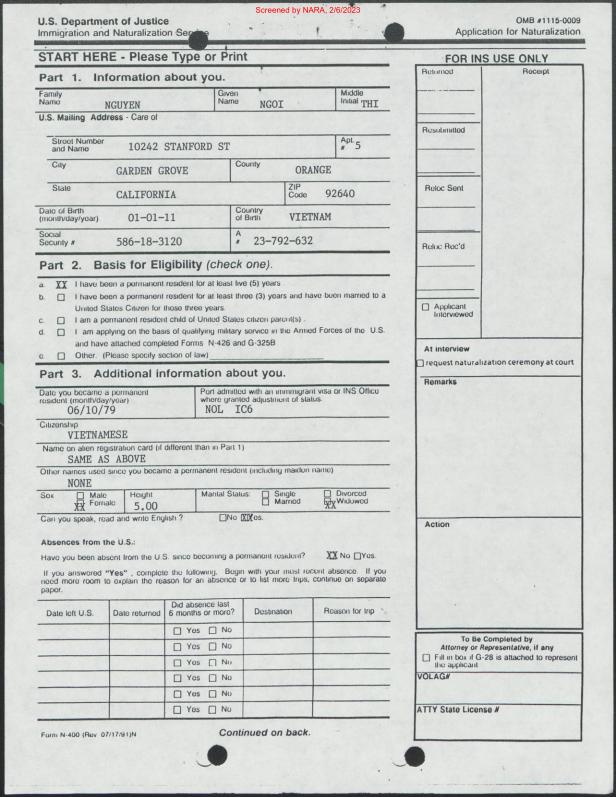 Screened by NARA, 2/6/2023
U.S. Department of Justice
OMB #1115-0009
Immigration and Naturalization Se
Application for Naturalization
START HERE - Please Type or Print
FOR INS USE ONLY
Part 1. Information about you.
Returned
Receipt
Family Name NGUYEN
Given Name NGOI
Middle Initial THI
U.S. Mailing Address - Care of
Resubmitted
Street Number and Name 10242 STANFORD ST
Apt. # 5
City GARDEN GROVE
County ORANGE
State CALIFORNIA
ZIP Code 92640
Reloc Sent
Date of Birth (month/day/year) 01-01-11
Country of Birth VIETNAM
Social Security # 586-18-3120
A # 23-792-632
Reloc Rec'd
Part 2. Basis for Eligibility (check one).
a. XX I have been a permanent resident for at least five (5) years
b. I have been a permanent resident for at least three (3) years and have been married to a
United States Citizen for those three years.
c. I am a permanent resident child of United States citizen parent(s)
d. I am applying on the basis of qualifying military service in the Armed Forces of the U.S.
and have attached completed Forms N-426 and G-325B
e. Other. (Please specify section of law)
Applicant Interviewed
At interview
request naturalization ceremony at court
Remarks
Part 3. Additional information about you.
Date you became a permanent resident (month/day/year) 06/10/79
Port admitted with an immigrant visa or INS Office where granted adjustment of status. NOL IC6
Citizenship
VIETNAMESE
Name on alien registration card (if different than in Part 1)
SAME AS ABOVE
Other names used since you became a permanent resident (including maiden name)
NONE
Sex Male XX Female
Height 5.00
Marital Status: Single Married Divorced XX Widowed
Can you speak, read and write English ? No XX Yes.
Action
Absences from the U.S.:
Have you been absent from the U.S. since becoming a permanent resident? XX No Yes.
If you answered "Yes" , complete the following. Begin with your most recent absence. If you
need more room to explain the reason for an absence or to list more trips, continue on separate
paper.
Date left U.S.
Date returned
Did absence last 6 months or more?
Destination
Reason for trip
Yes No
Yes No
Yes No
Yes No
Yes No
Yes No
To Be Completed by
Attorney or Representative, if any
Fill in box if G-28 is attached to represent
the applicant
VOLAG#
ATTY State License #
Form N-400 (Rev 07/17/91)N
Continued on back.